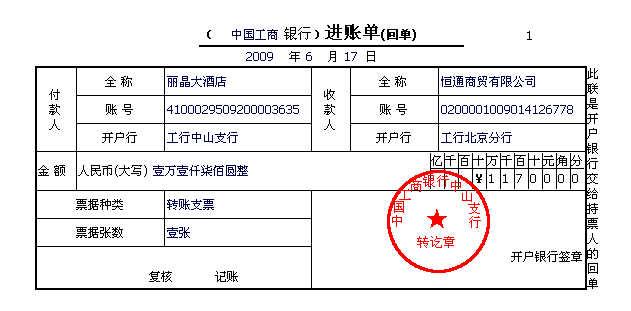 ( 中国工商 银行) 进账单(回单) 1
2009 年 6 月 17 日
付款人 全 称 丽晶大酒店 收款人 全 称 恒通商贸有限公司
账 号 4100029509200003635 账 号 0200001009014126778
开户行 工行中山支行 开户行 工行北京分行
金 额 人民币(大写) 壹万壹仟柒佰圆整 亿千百十万千百十元角分
¥1170000
票据种类 转账支票
票据张数 壹张
复核 记账
中国工商银行中山支行
转讫章
开户银行签章
此联是开户银行交给持票人的回单